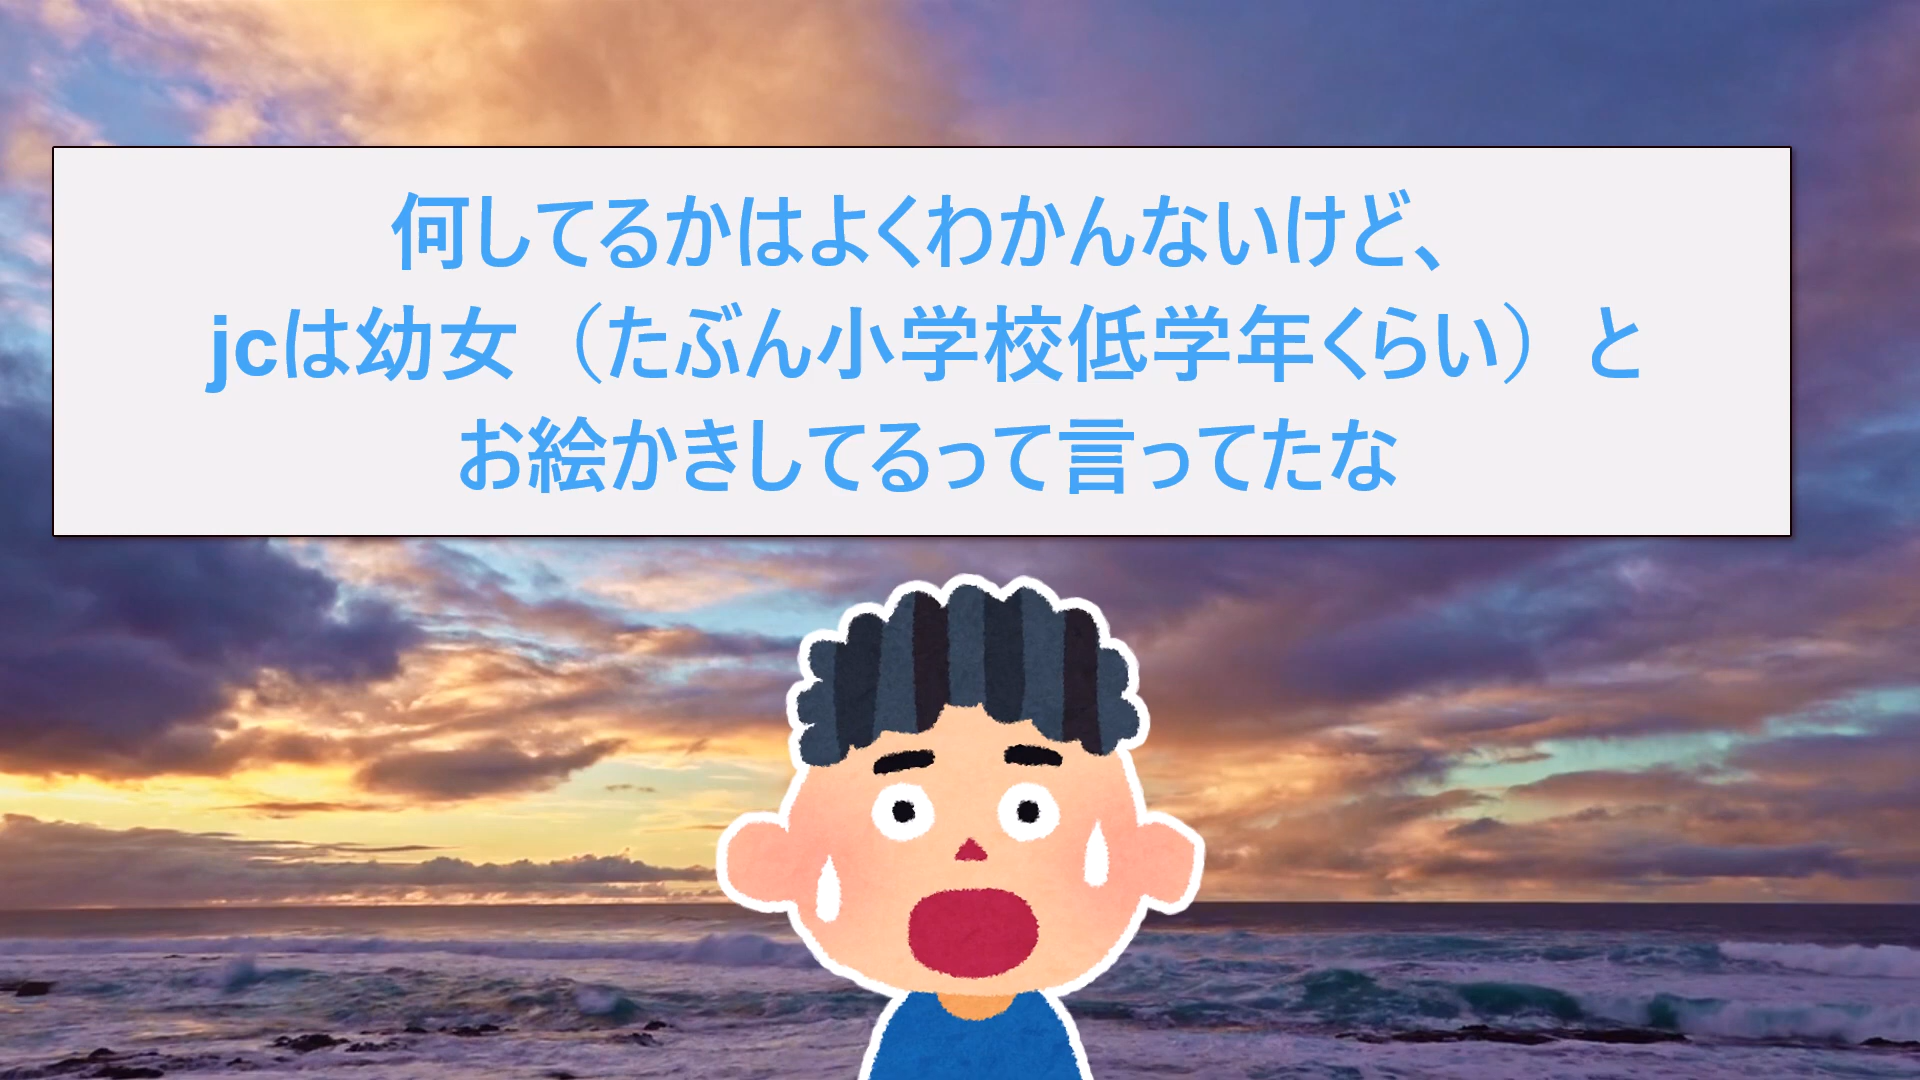 何してるかはよくわかんないけど、
jcは幼女（たぶん小学校低学年くらい）と
お絵かきしてるって言ってたな